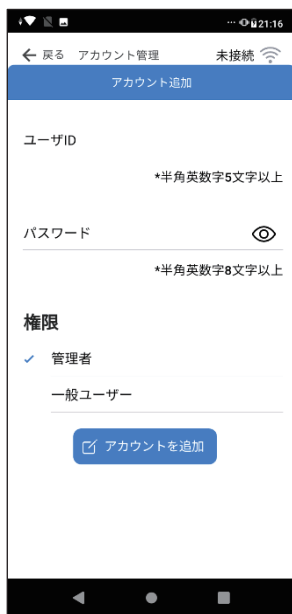 21:16
戻る アカウント管理 未接続
アカウント追加
ユーザID
*半角英数字5文字以上
パスワード
*半角英数字8文字以上
権限
管理者
一般ユーザー
アカウントを追加